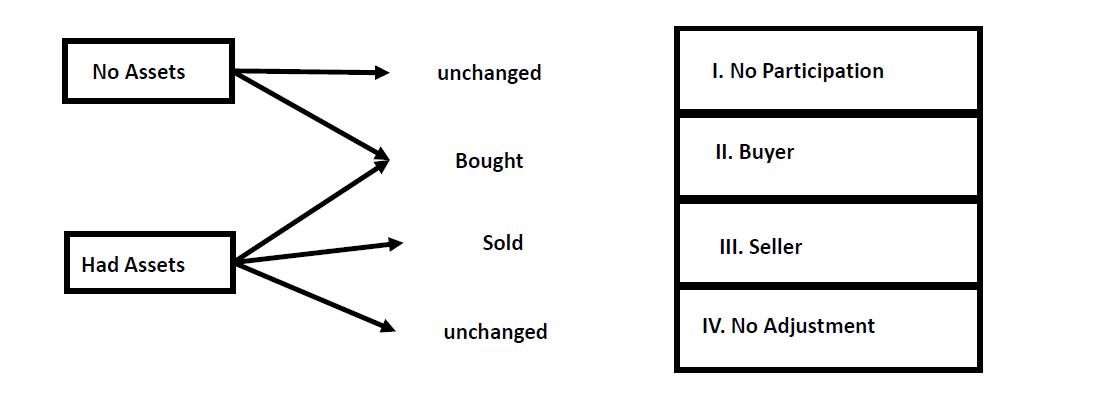 No Assets
unchanged
I. No Participation
Bought
II. Buyer
Had Assets
Sold
III. Seller
unchanged
IV. No Adjustment